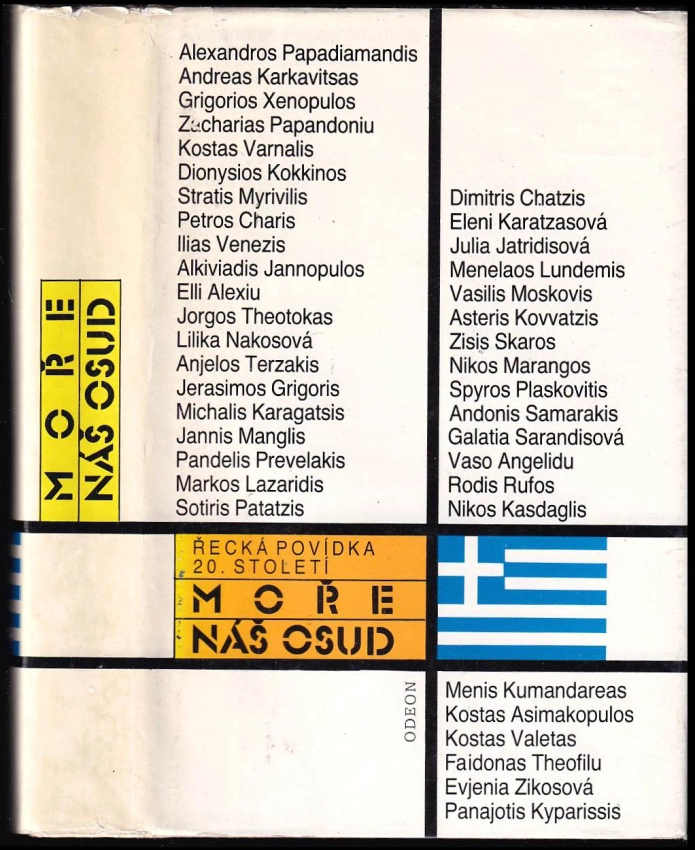 MOŘE
NÁŠ OSUD
Alexandros Papadiamandis
Andreas Karkavitsas
Grigorios Xenopulos
Zacharias Papandoniu
Kostas Varnalis
Dionysios Kokkinos
Stratis Myrivilis
Petros Charis
Ilias Venezis
Alkiviadis Jannopulos
Elli Alexiu
Jorgos Theotokas
Lilika Nakosová
Anjelos Terzakis
Jerasimos Grigoris
Michalis Karagatsis
Jannis Manglis
Pandelis Prevelakis
Markos Lazaridis
Sotiris Patatzis
Dimitris Chatzis
Eleni Karatzasová
Julia Jatridisová
Menelaos Lundemis
Vasilis Moskovis
Asteris Kovvatzis
Zisis Skaros
Nikos Marangos
Spyros Plaskovitis
Andonis Samarakis
Galatia Sarandisová
Vaso Angelidu
Rodis Rufos
Nikos Kasdaglis
ŘECKÁ POVÍDKA
20. STOLETÍ
MOŘE
NÁŠ OSUD
ODEON
Menis Kumandareas
Kostas Asimakopulos
Kostas Valetas
Faidonas Theofilu
Evjenia Zikosová
Panajotis Kyparissis